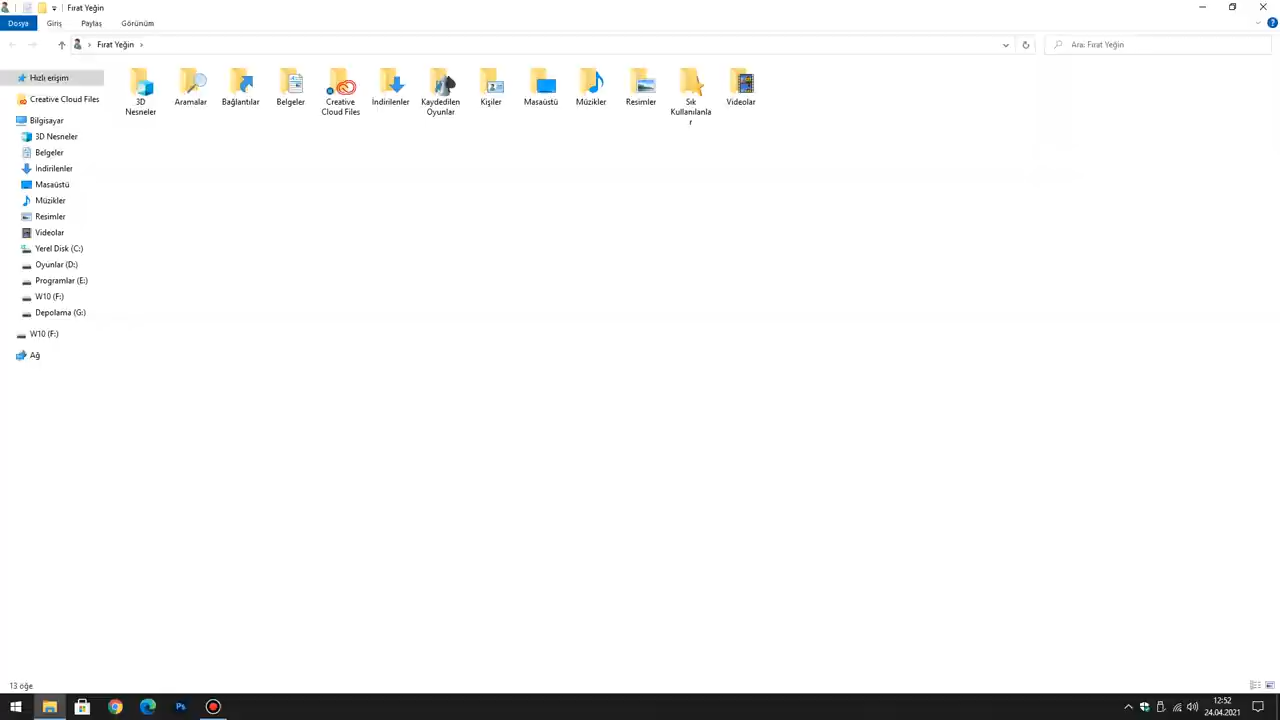 Fırat Yeğin
Dosya
Giriş
Paylaş
Görünüm
Fırat Yeğin
Ara: Fırat Yeğin
Hızlı erişim
Creative Cloud Files
Bilgisayar
3D Nesneler
Belgeler
İndirilenler
Masaüstü
Müzikler
Resimler
Videolar
Yerel Disk (C:)
Oyunlar (D:)
Programlar (E:)
W10 (F:)
Depolama (G:)
W10 (F:)
Ağ
3D
Nesneler
Aramalar
Bağlantılar
Belgeler
Creative
Cloud Files
İndirilenler
Kaydedilen
Oyunlar
Kişiler
Masaüstü
Müzikler
Resimler
Sık
Kullanılanla
r
Videolar
13 öğe
Ps
12:52
24.04.2021